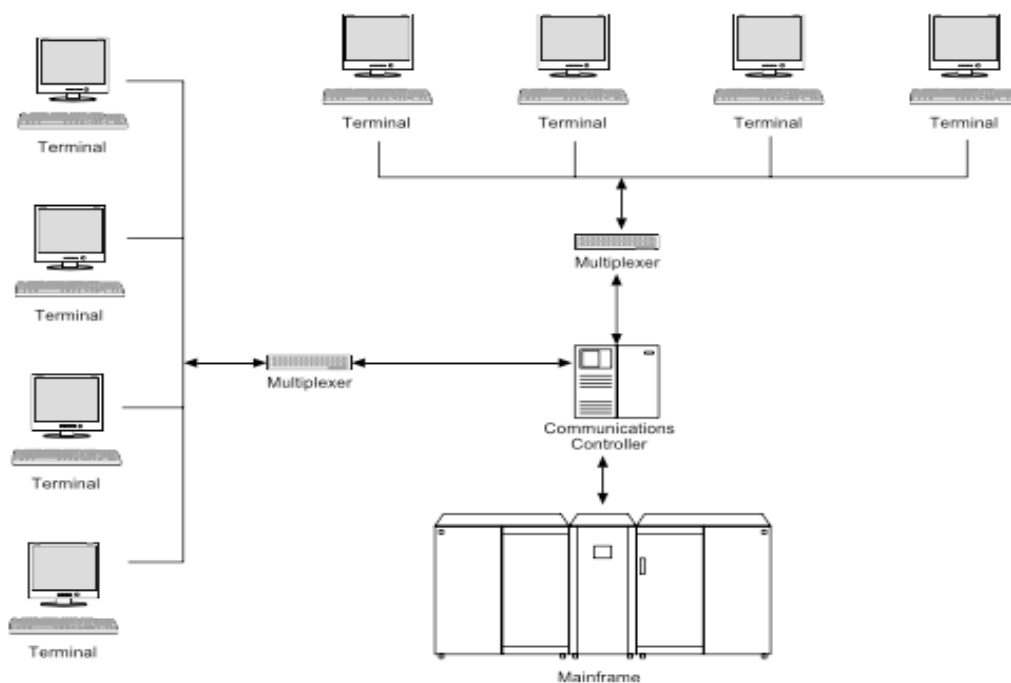 Terminal
Terminal
Terminal
Terminal
Terminal
Terminal
Terminal
Terminal
Multiplexer
Multiplexer
Communications
Controller
Mainframe